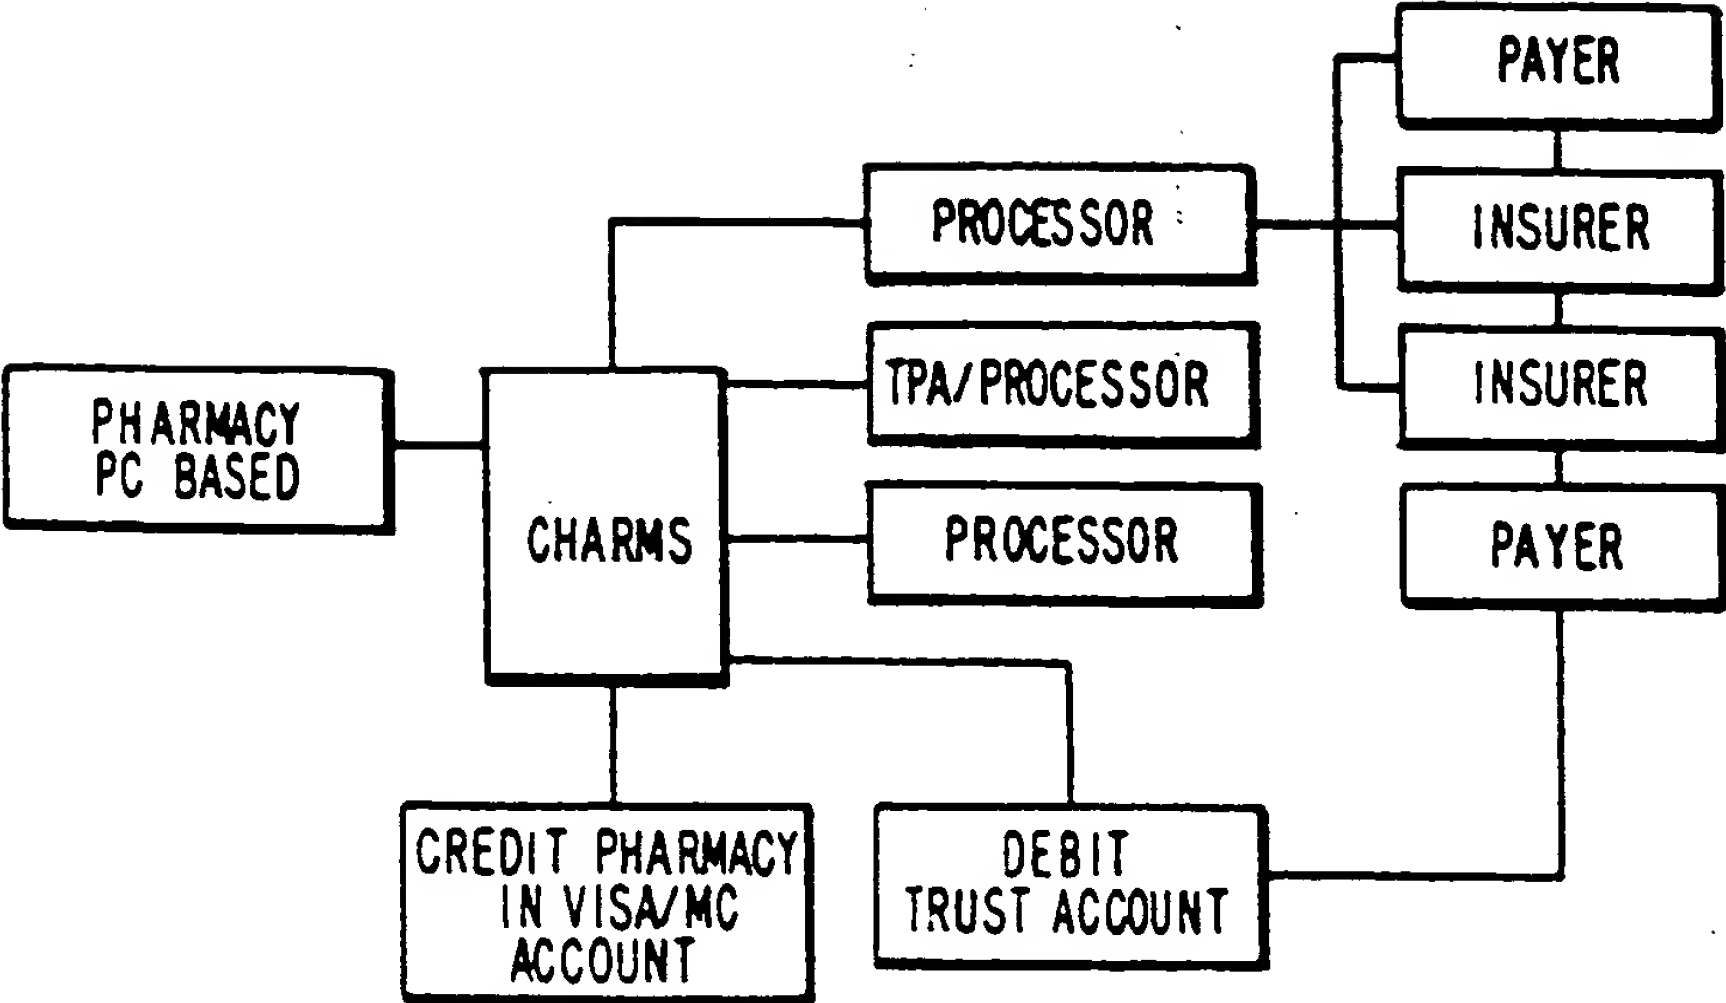 PAYER
PROCESSOR
INSURER
TPA/PROCESSOR
INSURER
PHARMACY
PC BASED
CHARMS
PROCESSOR
PAYER
CREDIT PHARMACY
IN VISA/MC
ACCOUNT
DEBIT
TRUST ACCOUNT